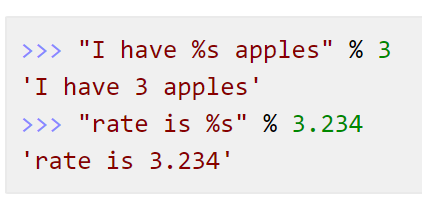 >>> "I have %s apples" % 3
'I have 3 apples'
>>> "rate is %s" % 3.234
'rate is 3.234'